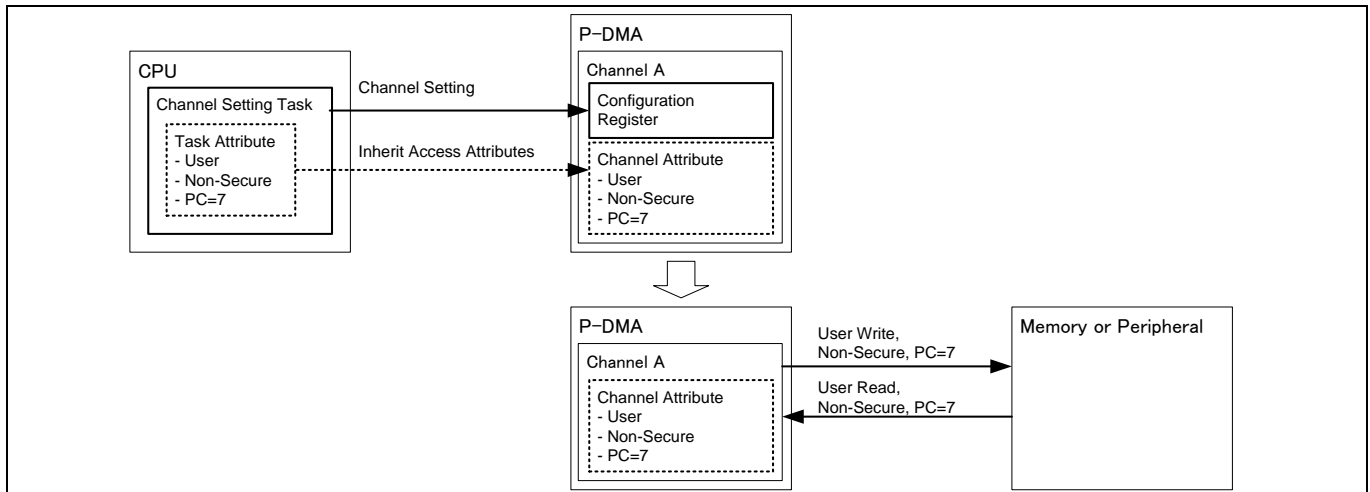 CPU
Channel Setting Task
Task Attribute
- User
- Non-Secure
- PC=7
Channel Setting
Inherit Access Attributes
P-DMA
Channel A
Configuration
Register
Channel Attribute
- User
- Non-Secure
- PC=7
P-DMA
Channel A
Channel Attribute
- User
- Non-Secure
- PC=7
User Write,
Non-Secure, PC=7
User Read,
Non-Secure, PC=7
Memory or Peripheral